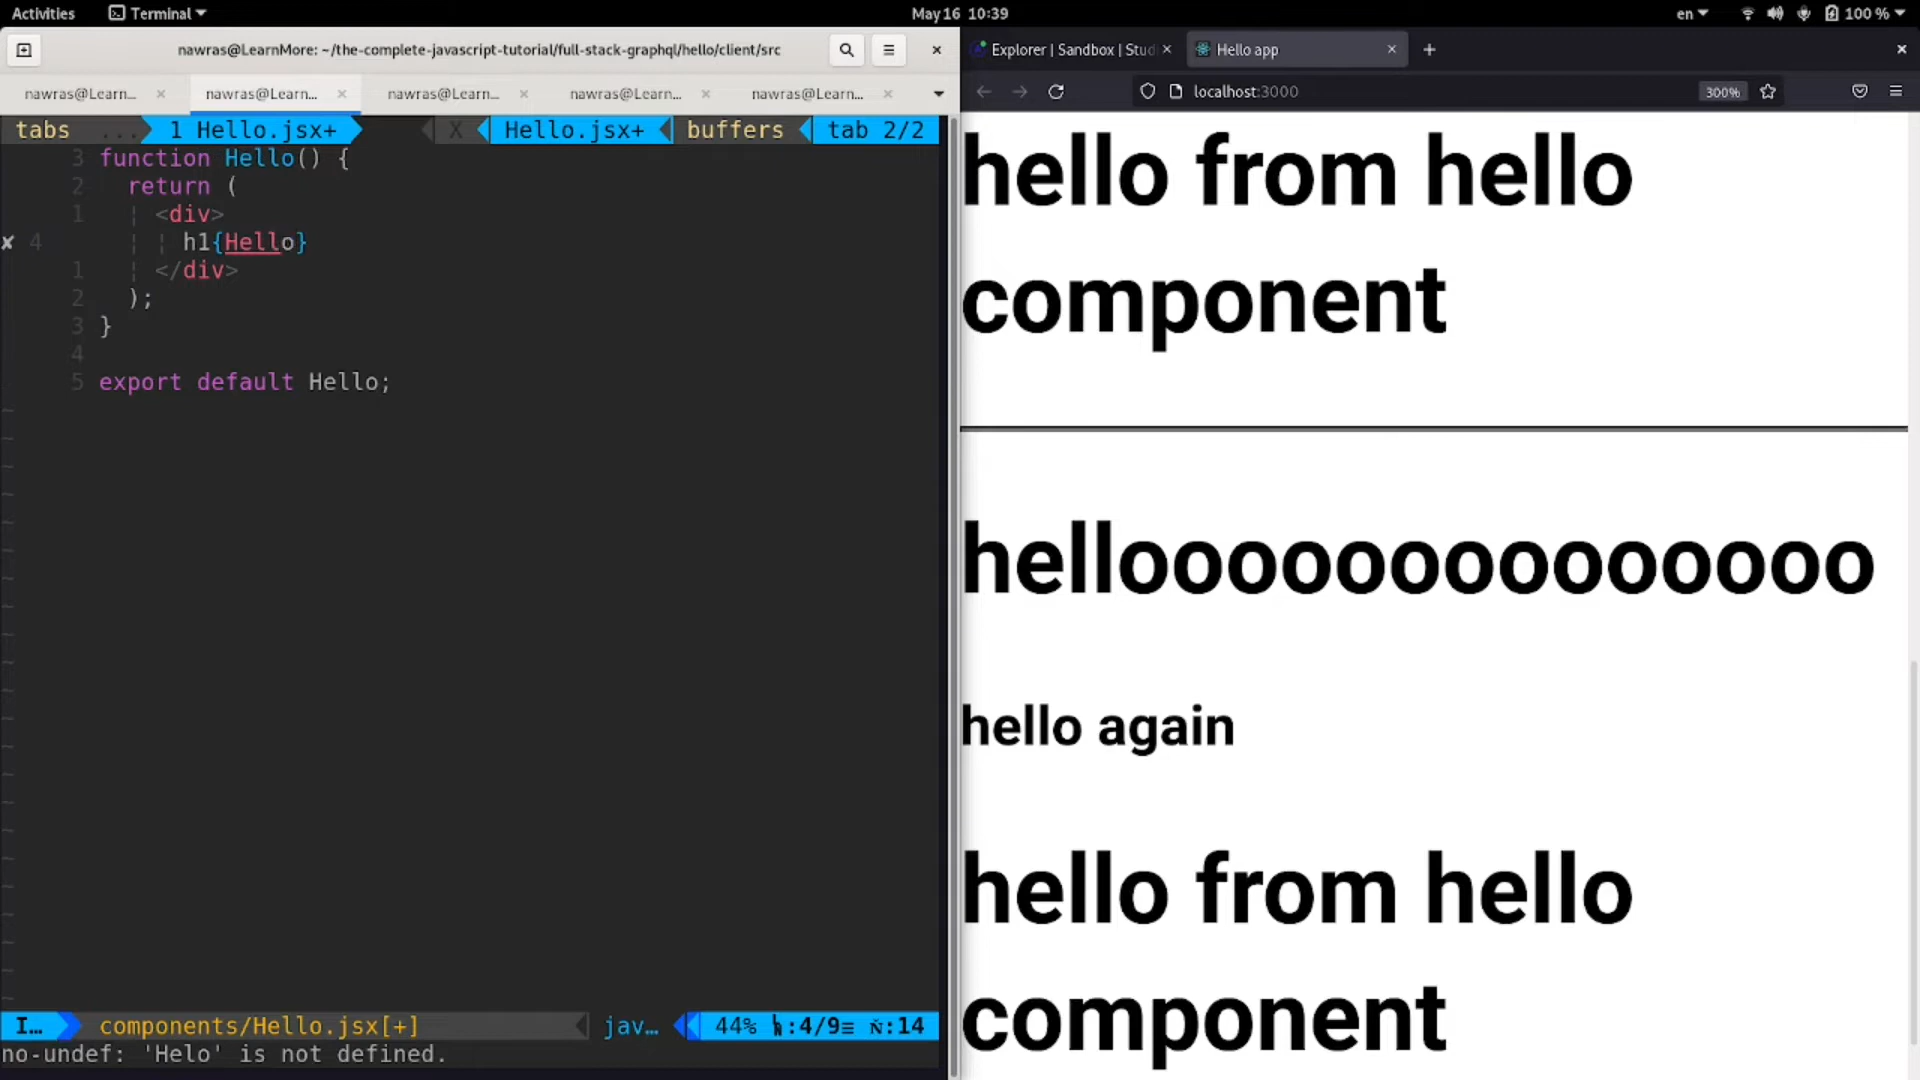 Activities Terminal May 16 10:39 en 100 %
nawras@LearnMore: ~/the-complete-javascript-tutorial/full-stack-graphql/hello/client/src
nawras@Learn... nawras@Learn... nawras@Learn... nawras@Learn... nawras@Learn...
tabs ... 1 Hello.jsx+ X Hello.jsx+ buffers tab 2/2
3 function Hello() {
2 return (
1 <div>
4 h1{Hello}
1 </div>
2 );
3 }
4
5 export default Hello;
I... components/Hello.jsx[+] jav... 44% :4/9≡ :14
no-undef: 'Helo' is not defined.
Explorer | Sandbox | Stud Hello app
localhost:3000 300%
hello from hello
component
hellooooooooooooooo
hello again
hello from hello
component